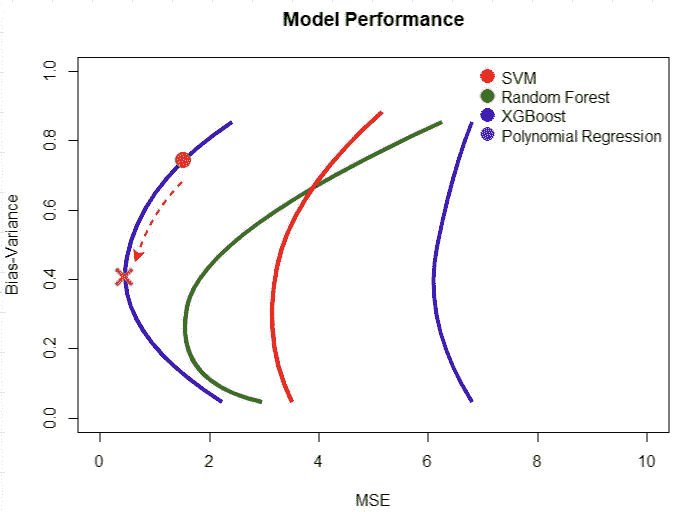 Model Performance
SVM
Random Forest
XGBoost
Polynomial Regression
Bias-Variance
1.0
0.8
0.6
0.4
0.2
0.0
0 2 4 6 8 10
MSE